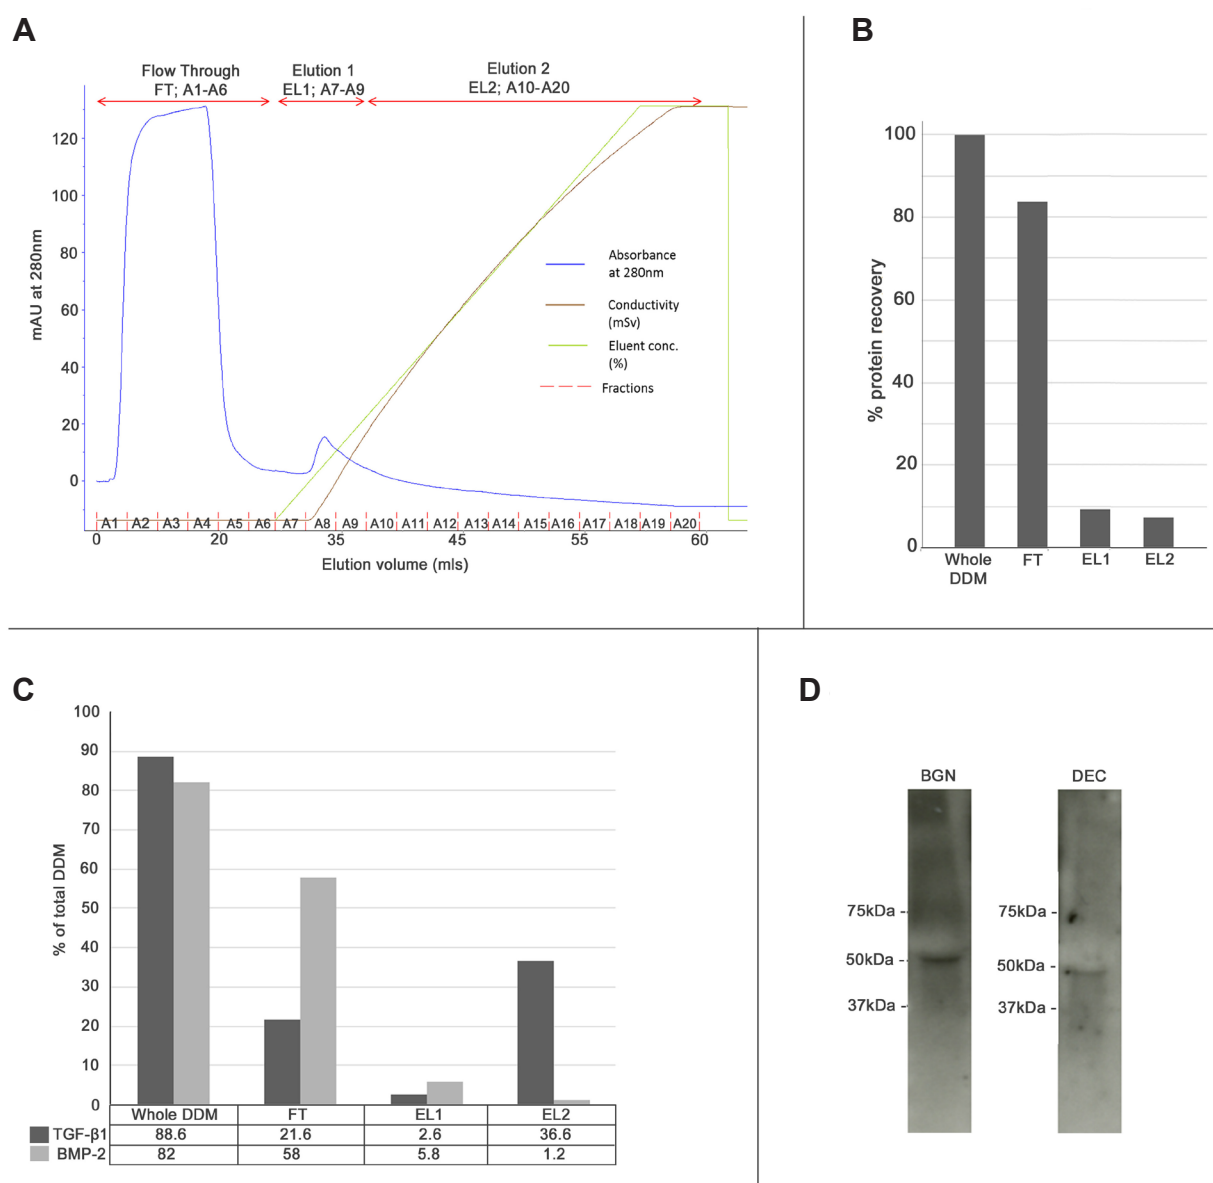 A
Flow Through
FT; A1-A6
Elution 1
EL1; A7-A9
Elution 2
EL2; A10-A20
mAU at 280nm
120
100
80
60
40
20
0
Absorbance
at 280nm
Conductivity
(mSv)
Eluent conc.
(%)
Fractions
A1 A2 A3 A4 A5 A6 A7 A8 A9 A10 A11 A12 A13 A14 A15 A16 A17 A18 A19 A20
0 20 35 45 55 60
Elution volume (mls)
B
% protein recovery
100
80
60
40
20
0
Whole DDM
FT
EL1
EL2
C
% of total DDM
100
90
80
70
60
50
40
30
20
10
0
Whole DDM FT EL1 EL2
TGF-β1 88.6 21.6 2.6 36.6
BMP-2 82 58 5.8 1.2
D
BGN
75kDa -
50kDa -
37kDa -
DEC
75kDa -
50kDa -
37kDa -